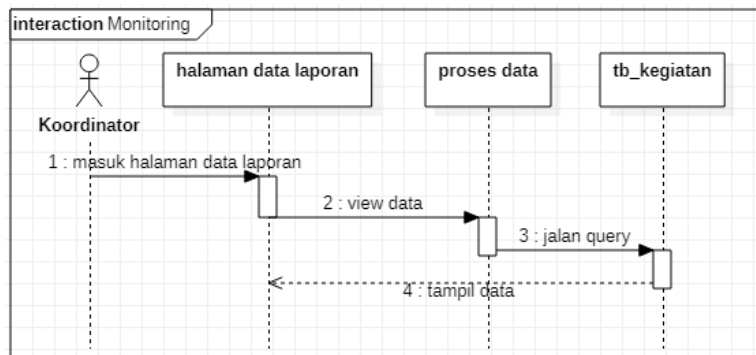 interaction Monitoring
halaman data laporan
proses data
tb_kegiatan
Koordinator
1 : masuk halaman data laporan
2 : view data
3 : jalan query
4 : tampil data